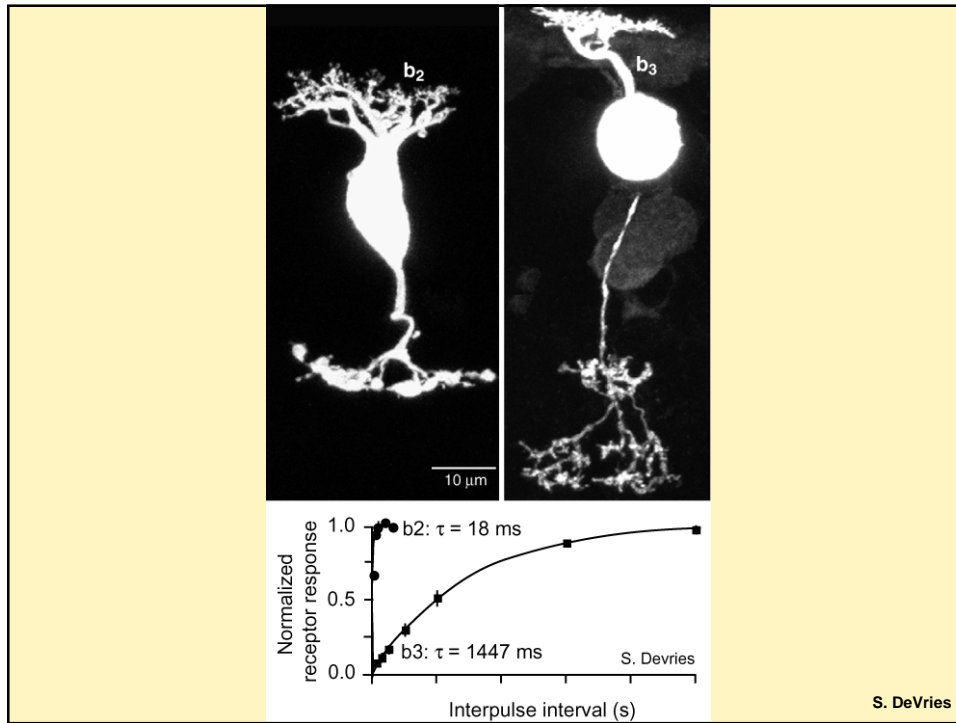 b₂
b₃
10 μm
1.0
b2: τ = 18 ms
Normalized
receptor response
0.5
b3: τ = 1447 ms
S. Devries
0.0
Interpulse interval (s)
S. DeVries